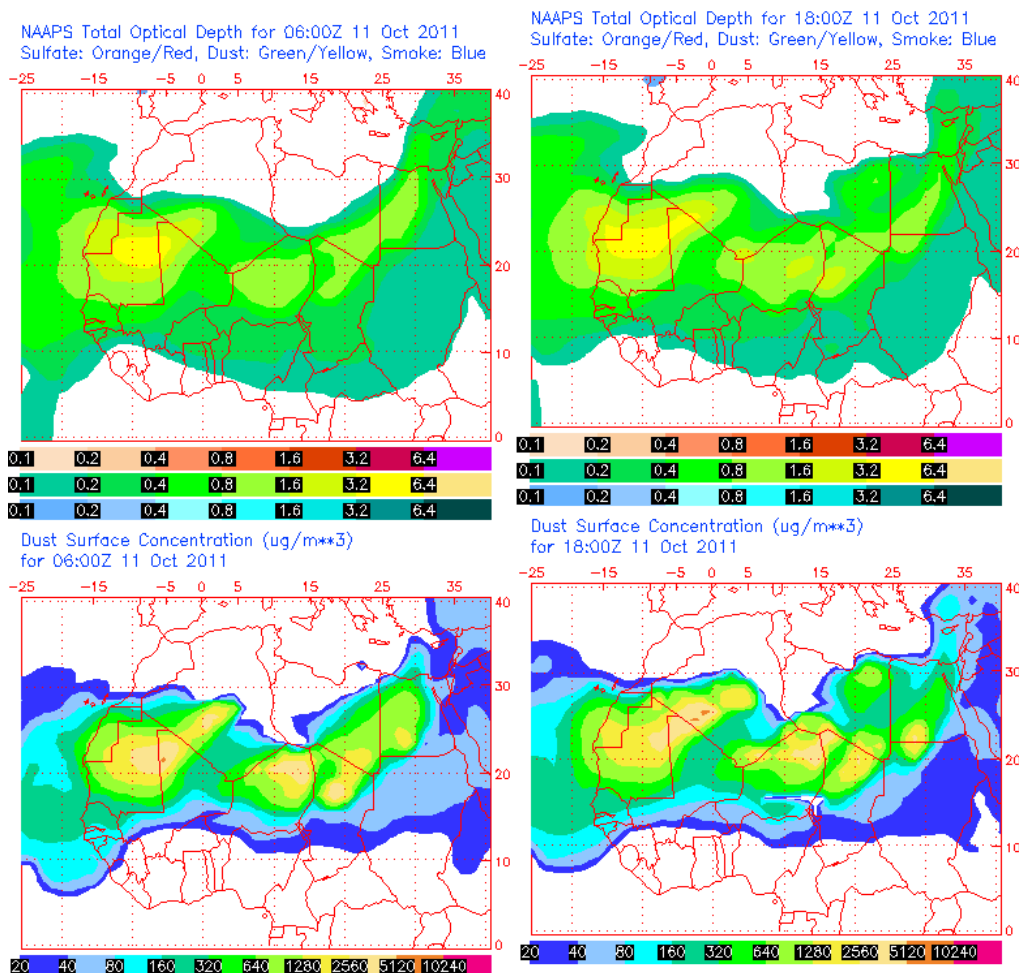 NAAPS Total Optical Depth for 06:00Z 11 Oct 2011
Sulfate: Orange/Red, Dust: Green/Yellow, Smoke: Blue
-25 -15 -5 0 5 15 25 35
40
30
20
10
0
0.1 0.2 0.4 0.8 1.6 3.2 6.4
0.1 0.2 0.4 0.8 1.6 3.2 6.4
0.1 0.2 0.4 0.8 1.6 3.2 6.4
NAAPS Total Optical Depth for 18:00Z 11 Oct 2011
Sulfate: Orange/Red, Dust: Green/Yellow, Smoke: Blue
-25 -15 -5 0 5 15 25 35
40
30
20
10
0
0.1 0.2 0.4 0.8 1.6 3.2 6.4
0.1 0.2 0.4 0.8 1.6 3.2 6.4
0.1 0.2 0.4 0.8 1.6 3.2 6.4
Dust Surface Concentration (ug/m**3)
for 06:00Z 11 Oct 2011
-25 -15 -5 0 5 15 25 35
40
30
20
10
0
20 40 80 160 320 640 1280 2560 5120 10240
Dust Surface Concentration (ug/m**3)
for 18:00Z 11 Oct 2011
-25 -15 -5 0 5 15 25 35
40
30
20
10
0
20 40 80 160 320 640 1280 2560 5120 10240